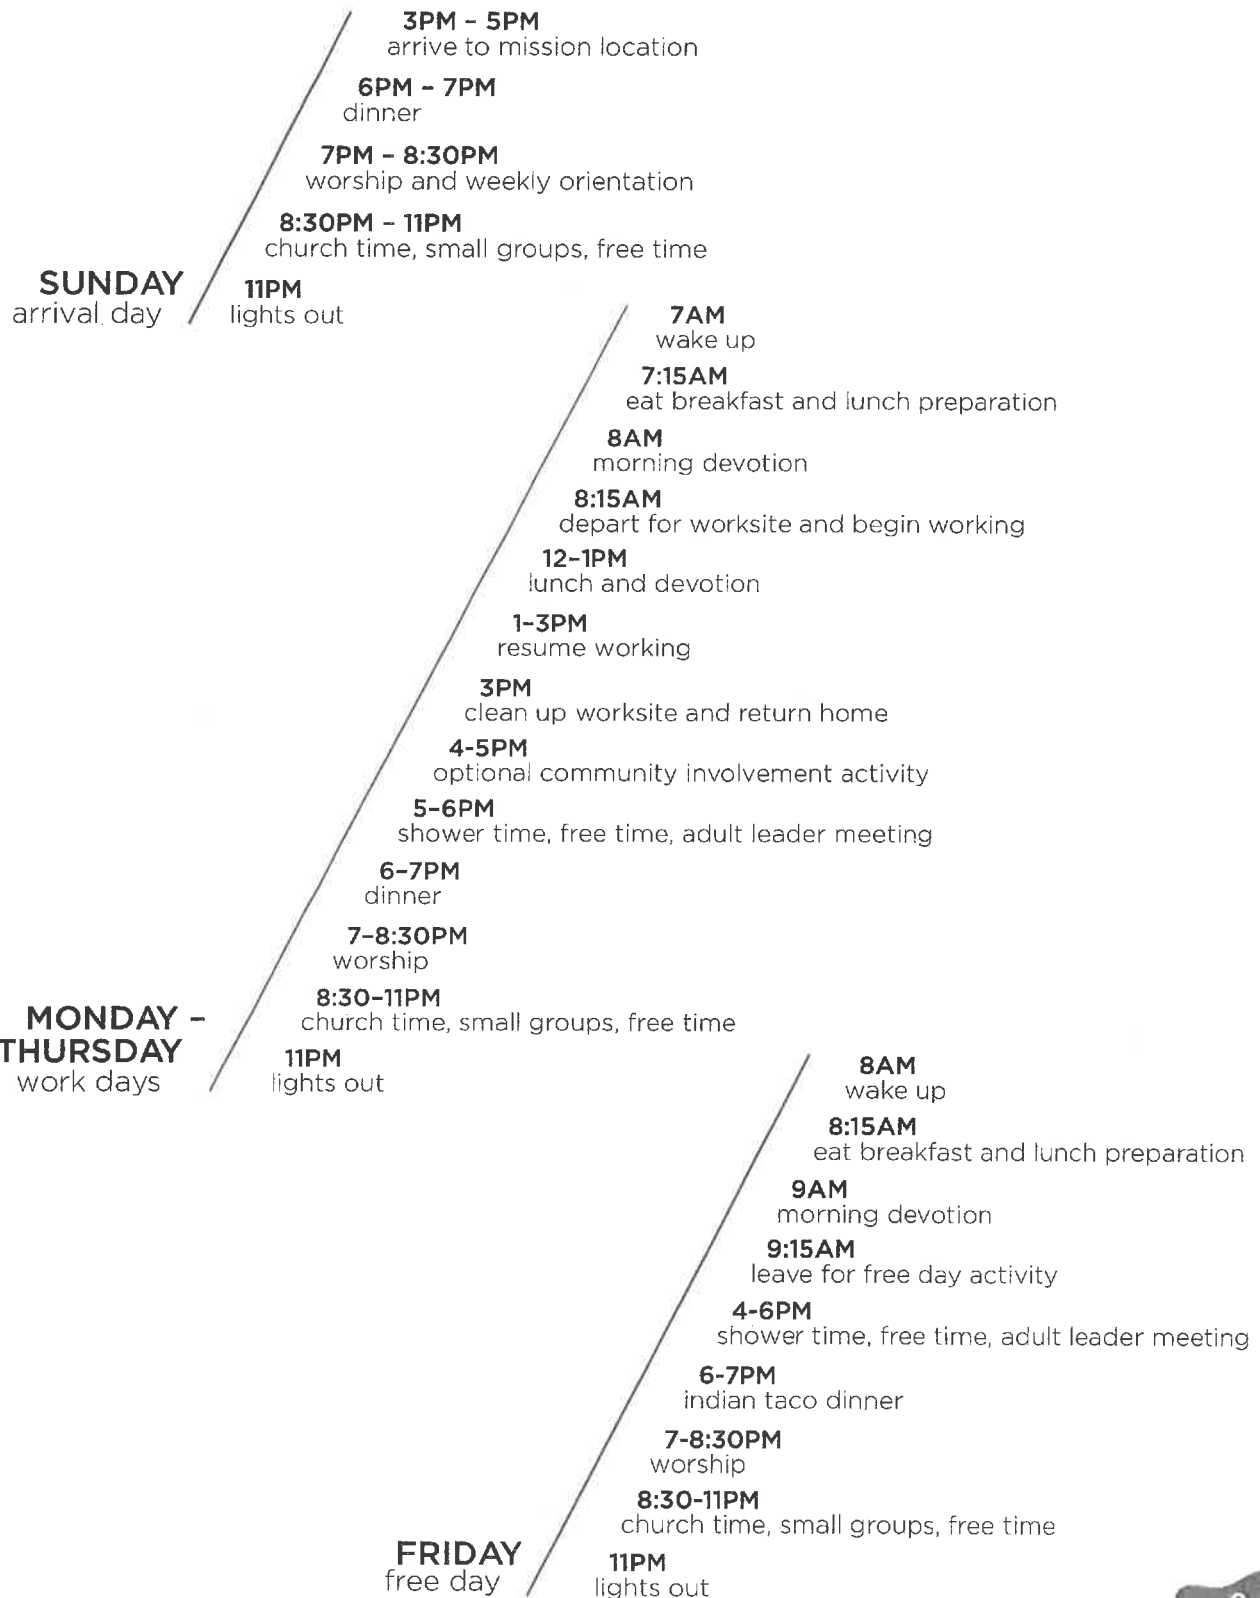 3PM – 5PM
arrive to mission location
6PM – 7PM
dinner
7PM – 8:30PM
worship and weekly orientation
8:30PM – 11PM
church time, small groups, free time
11PM
lights out
SUNDAY
arrival day
7AM
wake up
7:15AM
eat breakfast and lunch preparation
8AM
morning devotion
8:15AM
depart for worksite and begin working
12–1PM
lunch and devotion
1–3PM
resume working
3PM
clean up worksite and return home
4-5PM
optional community involvement activity
5–6PM
shower time, free time, adult leader meeting
6–7PM
dinner
7–8:30PM
worship
8:30–11PM
church time, small groups, free time
11PM
lights out
MONDAY –
THURSDAY
work days
8AM
wake up
8:15AM
eat breakfast and lunch preparation
9AM
morning devotion
9:15AM
leave for free day activity
4-6PM
shower time, free time, adult leader meeting
6-7PM
indian taco dinner
7-8:30PM
worship
8:30-11PM
church time, small groups, free time
11PM
lights out
FRIDAY
free day